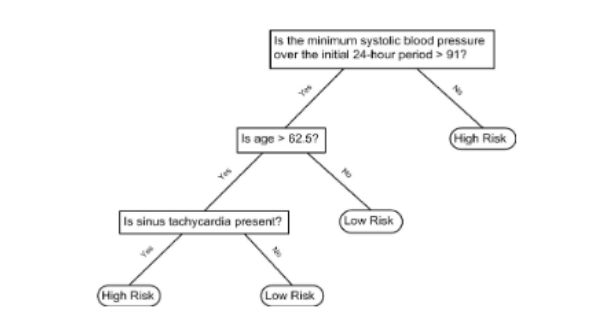 Is the minimum systolic blood pressure
over the initial 24-hour period > 91?
Yes
No
Is age > 62.5?
High Risk
Yes
No
Is sinus tachycardia present?
Low Risk
Yes
No
High Risk
Low Risk